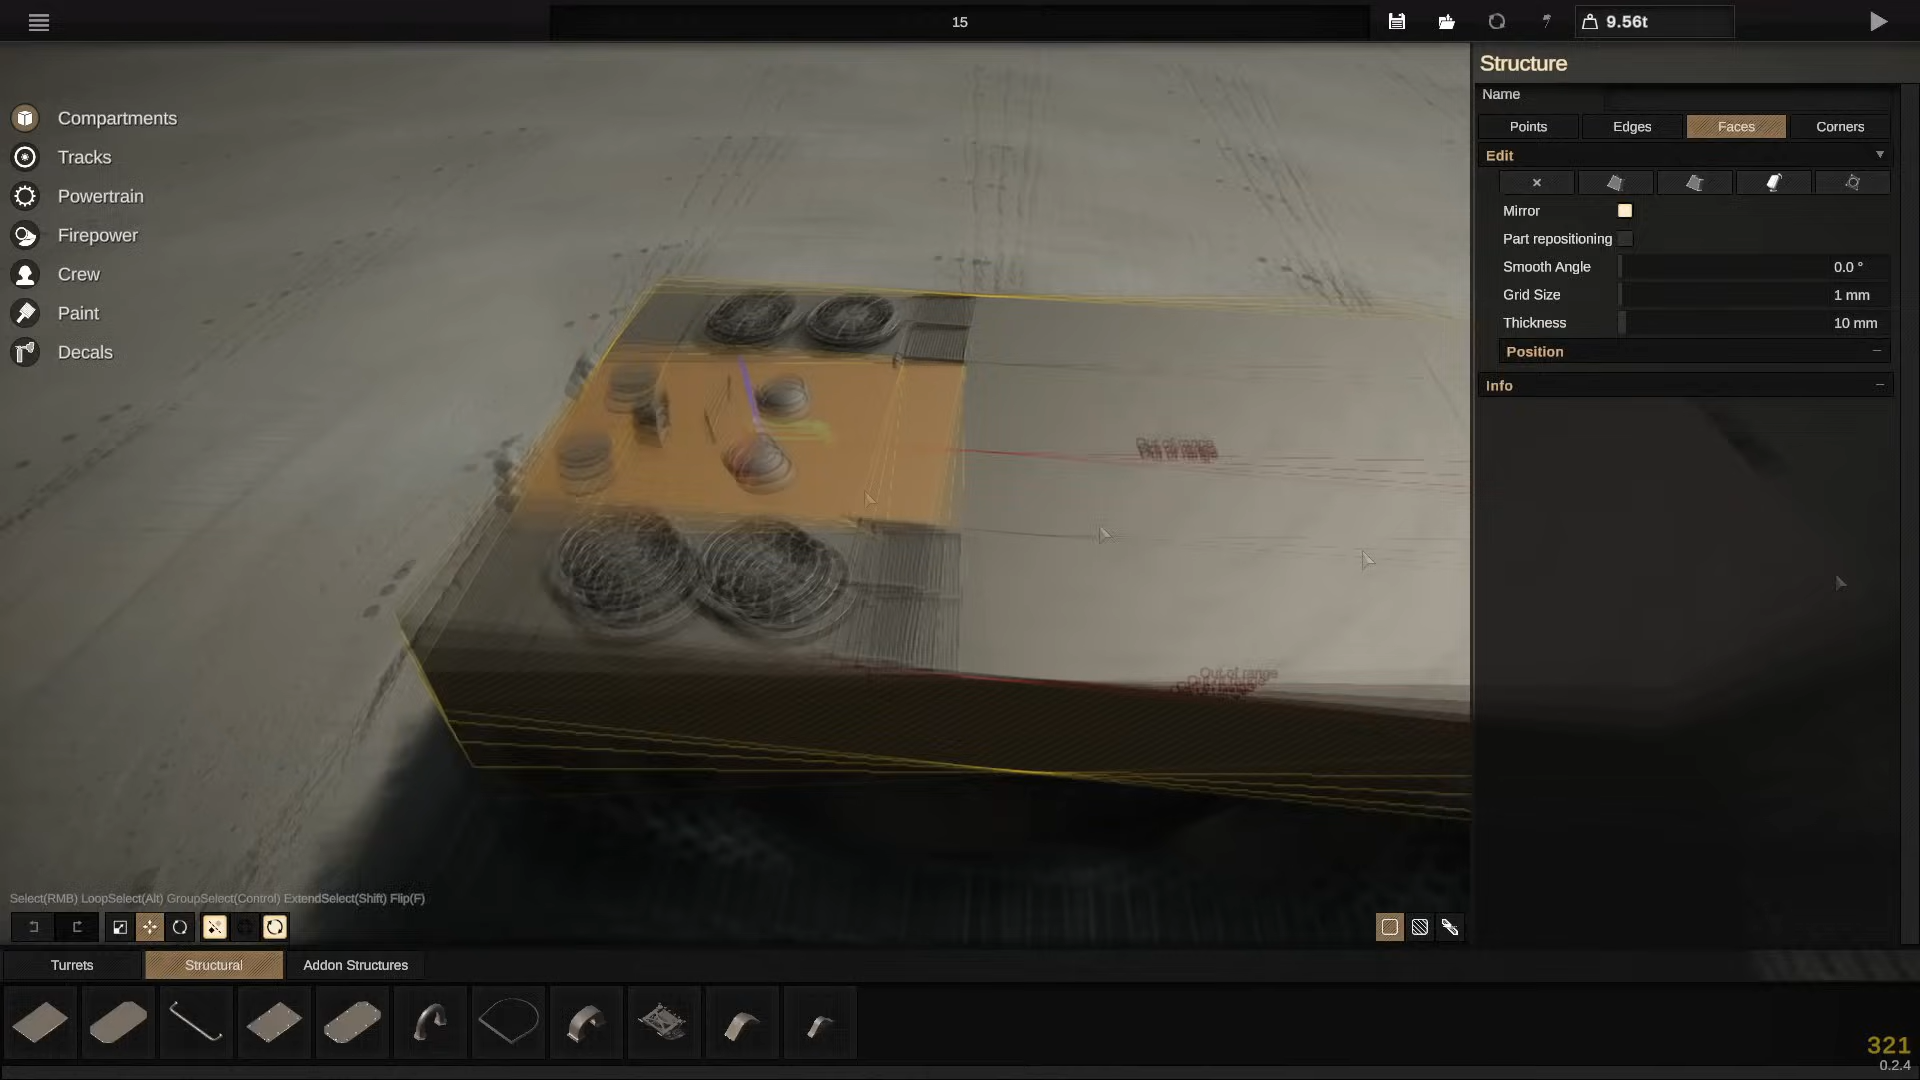 15
9.56t
Compartments
Tracks
Powertrain
Firepower
Crew
Paint
Decals
Structure
Name
Points
Edges
Faces
Corners
Edit
Mirror
Part repositioning
Smooth Angle
0.0 °
Grid Size
1 mm
Thickness
10 mm
Position
Info
Out of range
Out of range
Select(RMB) LoopSelect(Alt) GroupSelect(Control) ExtendSelect(Shift) Flip(F)
Turrets
Structural
Addon Structures
321
0.2.4